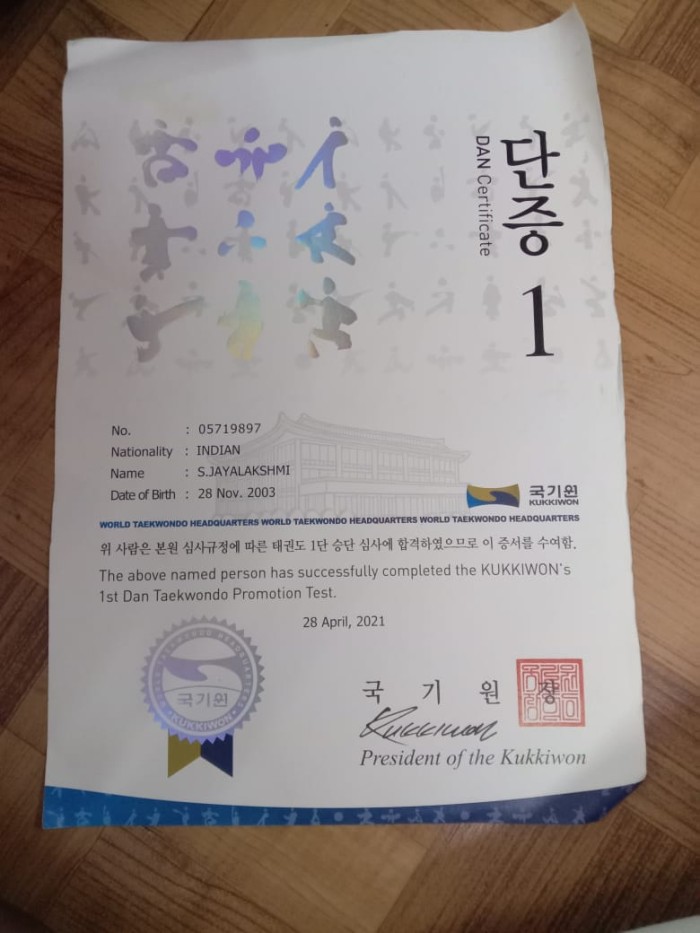 단증
DAN Certificate
1
No. : 05719897
Nationality : INDIAN
Name : S.JAYALAKSHMI
Date of Birth : 28 Nov. 2003
국기원
KUKKIWON
WORLD TAEKWONDO HEADQUARTERS WORLD TAEKWONDO HEADQUARTERS WORLD TAEKWONDO HEADQUARTERS
위 사람은 본원 심사규정에 따른 태권도 1단 승단 심사에 합격하였으므로 이 증서를 수여함.
The above named person has successfully completed the KUKKIWON's
1st Dan Taekwondo Promotion Test.
28 April, 2021
WORLD TAEKWONDO HEADQUARTERS
국기원
KUKKIWON
국 기 원 장
Kukkiwon
President of the Kukkiwon